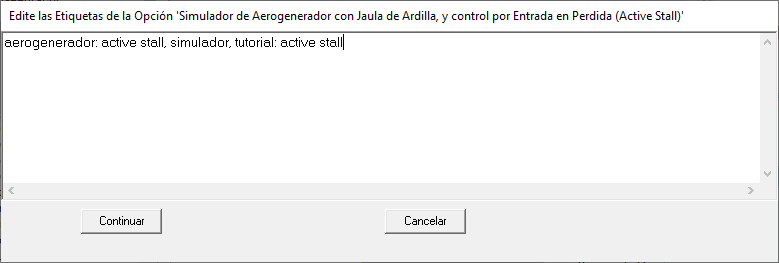 Edite las Etiquetas de la Opción 'Simulador de Aerogenerador con Jaula de Ardilla, y control por Entrada en Perdida (Active Stall)'
aerogenerador: active stall, simulador, tutorial: active stall
Continuar
Cancelar